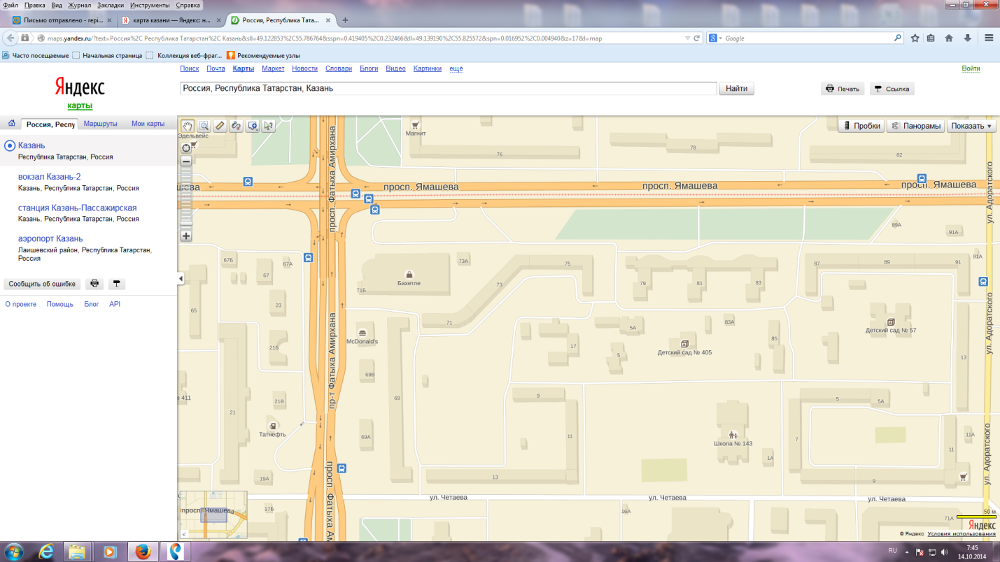 Файл Правка Вид Журнал Закладки Инструменты Справка
Письмо отправлено - repi... × карта казани — Яндекс: н... × Россия, Республика Тата... × +
maps.yandex.ru/?text=Россия%2C Республика Татарстан%2C Казань&sll=49.122853%2C55.786764&sspn=0.419405%2C0.232466&ll=49.139190%2C55.825572&spn=0.016952%2C0.004940&z=17&l=map
Google
Часто посещаемые Начальная страница Коллекция веб-фраг... Рекомендуемые узлы
Поиск Почта Карты Маркет Новости Словари Блоги Видео Картинки ещё
Войти
Яндекс
карты
Россия, Республика Татарстан, Казань
Найти
Печать
Ссылка
Россия, Респу Маршруты Мои карты
Казань
Республика Татарстан, Россия
вокзал Казань-2
Казань, Республика Татарстан, Россия
станция Казань-Пассажирская
Казань, Республика Татарстан, Россия
аэропорт Казань
Лаишевский район, Республика Татарстан,
Россия
Сообщить об ошибке
О проекте Помощь Блог API
Пробки Панорамы Показать
Эдельвейс
Магнит
76
78
82
шева
просп. Ямашева
просп. Ямашева
просп. Ямашева
просп. Фатыха Амирхана
ул. Адоратского
89А
91А
67Б
67
67А
73А
75
87
89
91
91А
Бахетле
71Б
73
79
81
83
65
23
71
5А
83А
McDonald's
Детский сад № 57
17
Детский сад № 405
85
21Б
5
13
пр-т Фатыха Амирхана
ул. Адоратского
69В
№ 411
21В
69
9
5
5А
21
Татнефть
69А
11
Школа № 143
7
11А
11
1А
ул. Адоратского
19А
13
9
просп. Фатыха Ам
ул. Четаева
ул. Четаева
ул. Четаева
просп. Ямашева
17Б
16А
71А
50 м
Яндекс
© Яндекс Условия использования
RU
7:45
14.10.2014